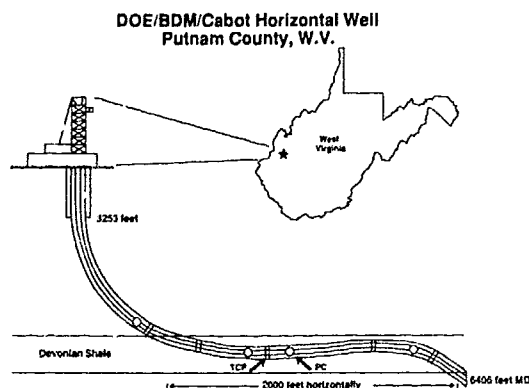 DOE/BDM/Cabot Horizontal Well
Putnam County, W.V.
West
Virginia
3253 feet
Devonian Shale
TCP
PC
2000 feet horizontally
6406 feet MD